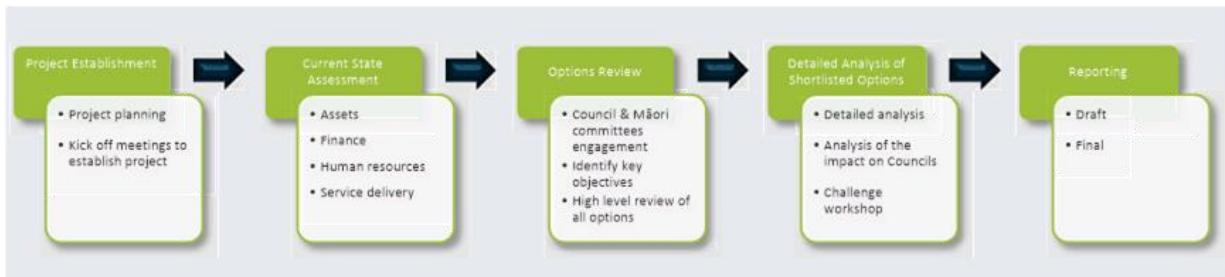 Project Establishment
• Project planning
• Kick off meetings to
establish project
Current State
Assessment
• Assets
• Finance
• Human resources
• Service delivery
Options Review
• Council & Māori
committees
engagement
• Identify key
objectives
• High level review of
all options
Detailed Analysis of
Shortlisted Options
• Detailed analysis
• Analysis of the
impact on Councils
• Challenge
workshop
Reporting
• Draft
• Final